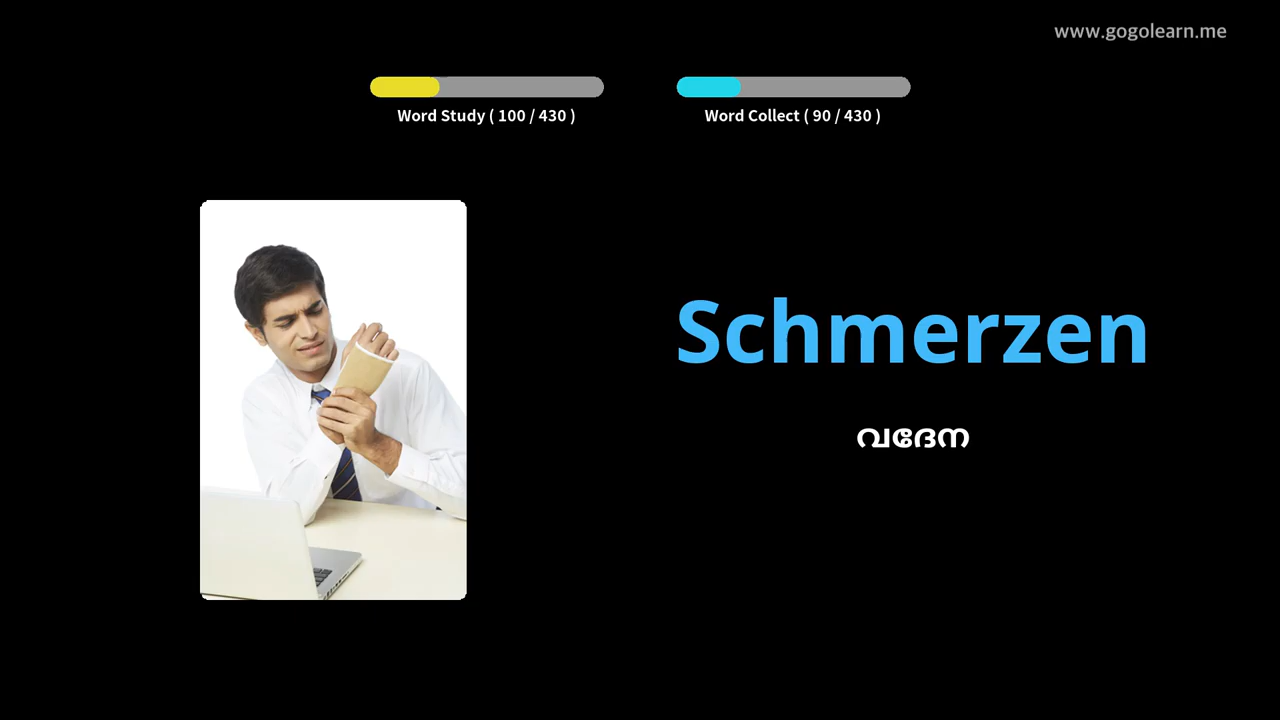 www.gogolearn.me
Word Study ( 100 / 430 )
Word Collect ( 90 / 430 )
Schmerzen
വദേന